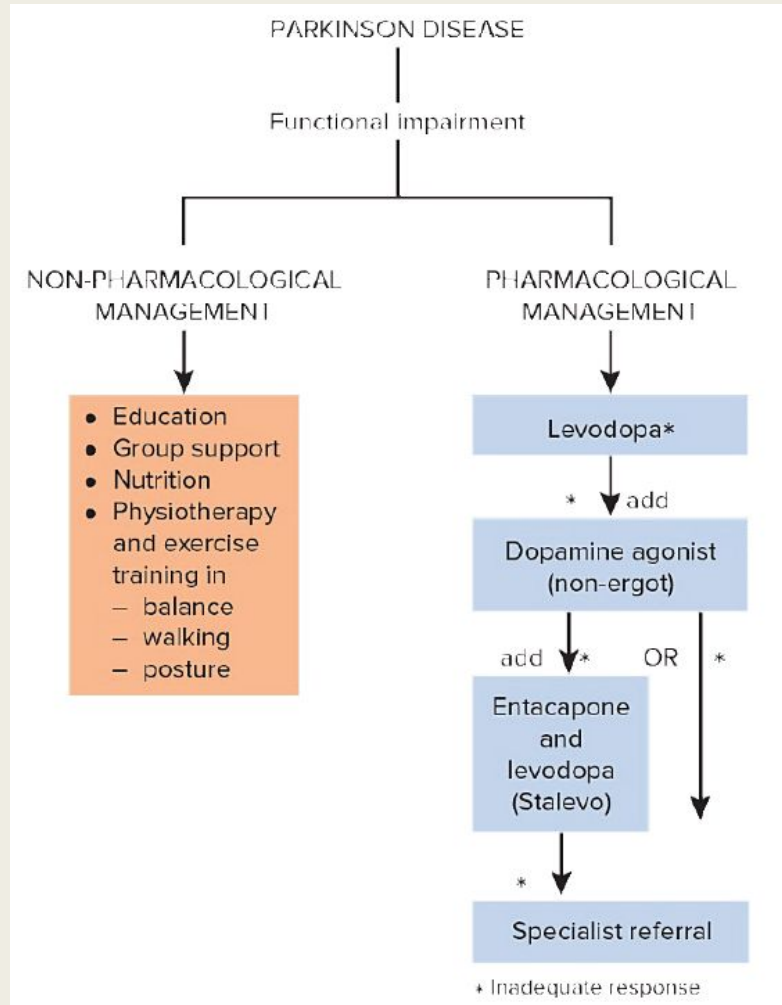 PARKINSON DISEASE
Functional impairment
NON-PHARMACOLOGICAL
MANAGEMENT
• Education
• Group support
• Nutrition
• Physiotherapy
and exercise
training in
– balance
– walking
– posture
PHARMACOLOGICAL
MANAGEMENT
Levodopa*
* add
Dopamine agonist
(non-ergot)
add * OR *
Entacapone
and
levodopa
(Stalevo)
*
Specialist referral
* Inadequate response